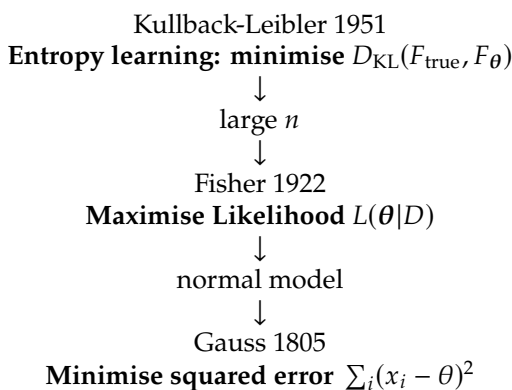 Kullback-Leibler 1951
Entropy learning: minimise D_KL(F_true, F_θ)
↓
large n
↓
Fisher 1922
Maximise Likelihood L(θ|D)
↓
normal model
↓
Gauss 1805
Minimise squared error ∑_i(x_i − θ)²